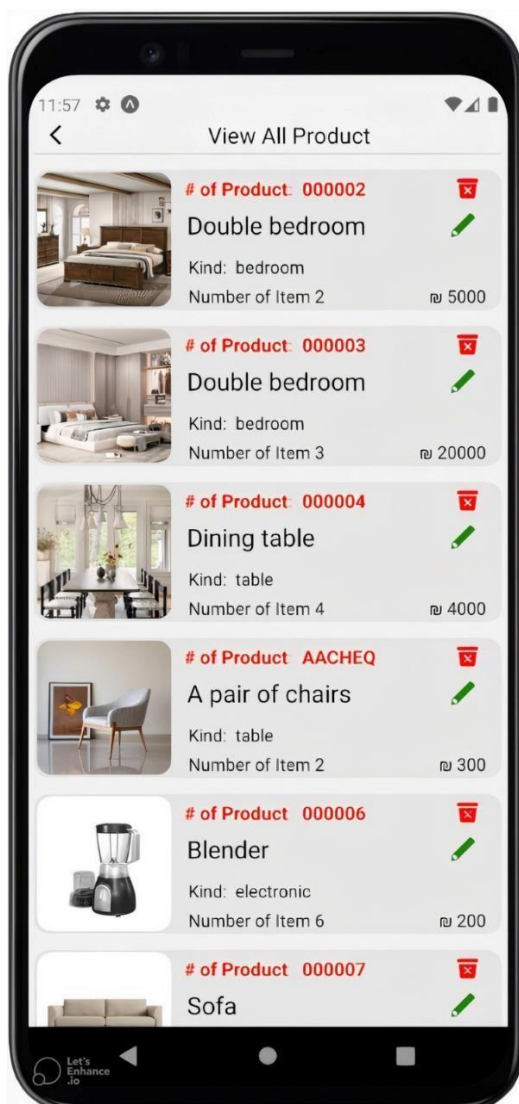 11:57
View All Product
# of Product: 000002
Double bedroom
Kind: bedroom
Number of Item 2
₪ 5000
# of Product: 000003
Double bedroom
Kind: bedroom
Number of Item 3
₪ 20000
# of Product: 000004
Dining table
Kind: table
Number of Item 4
₪ 4000
# of Product: AACHEQ
A pair of chairs
Kind: table
Number of Item 2
₪ 300
# of Product 000006
Blender
Kind: electronic
Number of Item 6
₪ 200
# of Product 000007
Sofa
Let's
Enhance
.io